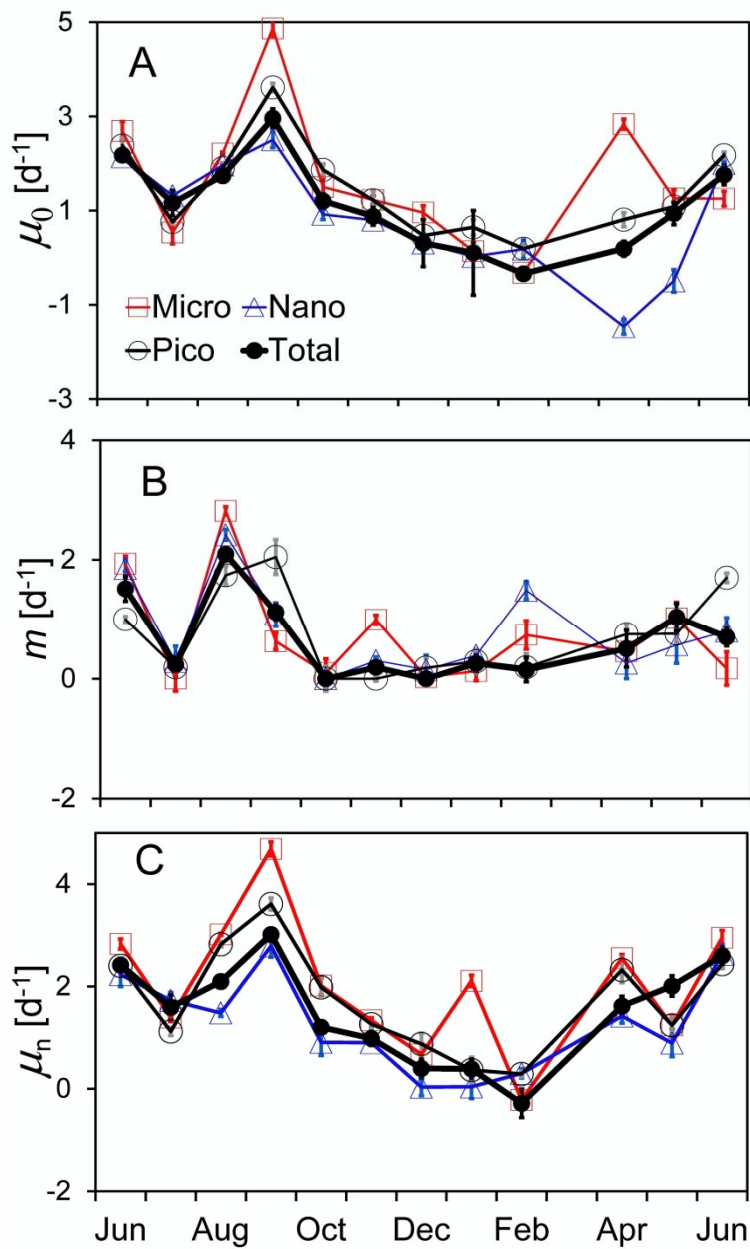 A
5
3
1
-1
-3
μ0 [d-1]
Micro Nano
Pico Total
B
4
2
0
-2
m [d-1]
C
4
2
0
-2
μn [d-1]
Jun Aug Oct Dec Feb Apr Jun